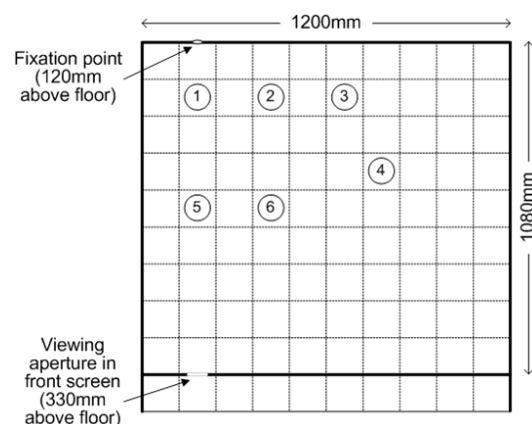 1200mm
Fixation point
(120mm
above floor)
1
2
3
4
5
6
1080mm
Viewing
aperture in
front screen
(330mm
above floor)